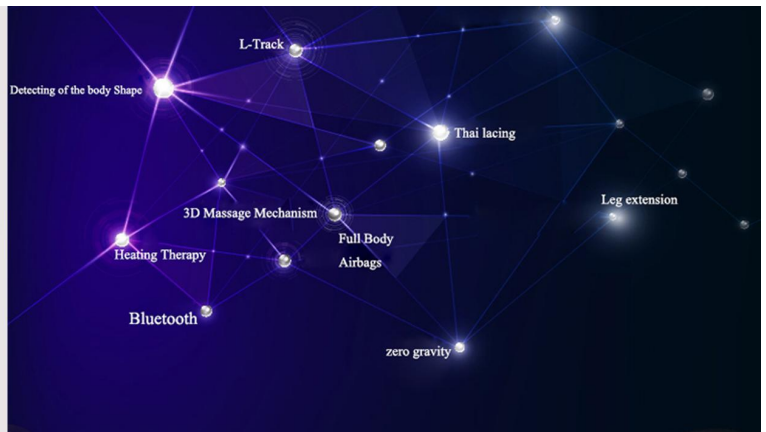 L-Track
Detecting of the body Shape
Thai lacing
Leg extension
3D Massage Mechanism
Full Body
Airbags
Heating Therapy
Bluetooth
zero gravity